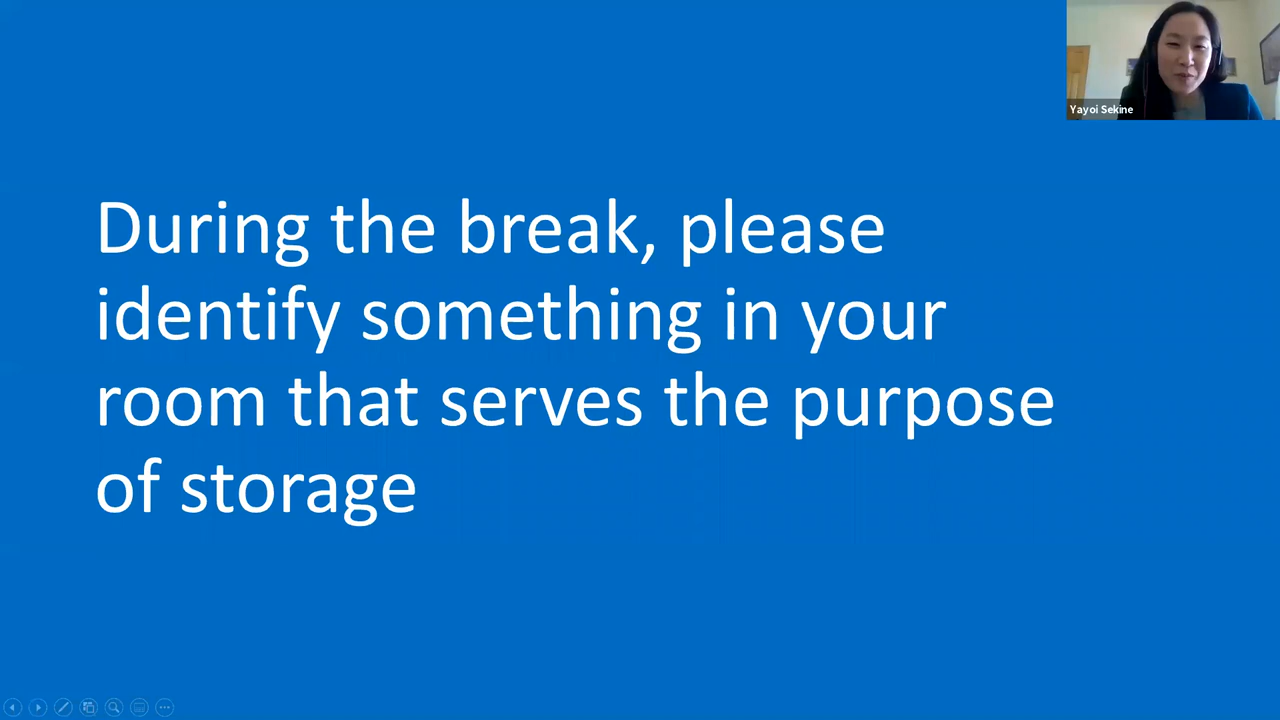 Yayoi Sekine
During the break, please
identify something in your
room that serves the purpose
of storage